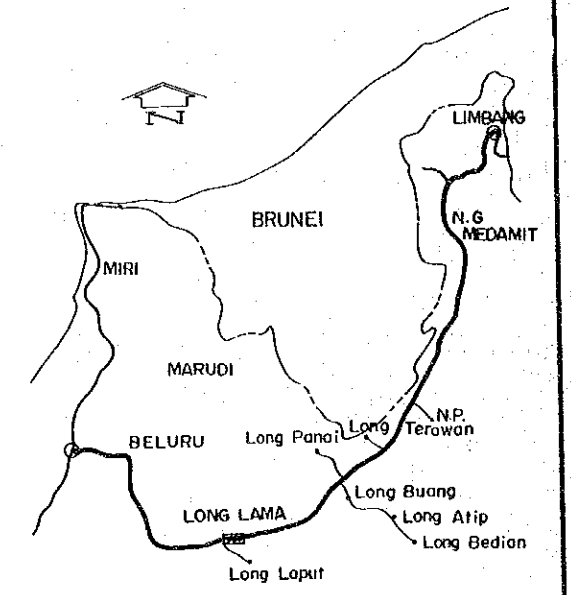 LIMBANG
N
BRUNEI
N.G
MEDAMIT
MIRI
MARUDI
N.P.
BELURU
Long Panai
Long
Terawan
Long Buang
LONG LAMA
Long Atip
Long Bedian
Long Laput